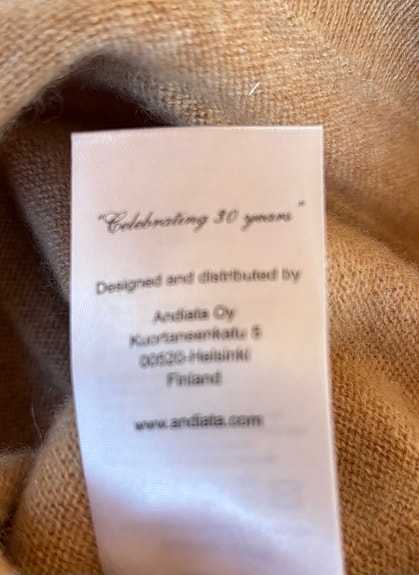 "Celebrating 30 years"
Designed and distributed by
Andiata Oy
Kuortaneenkatu 5
00520-Helsinki
Finland
www.andiata.com